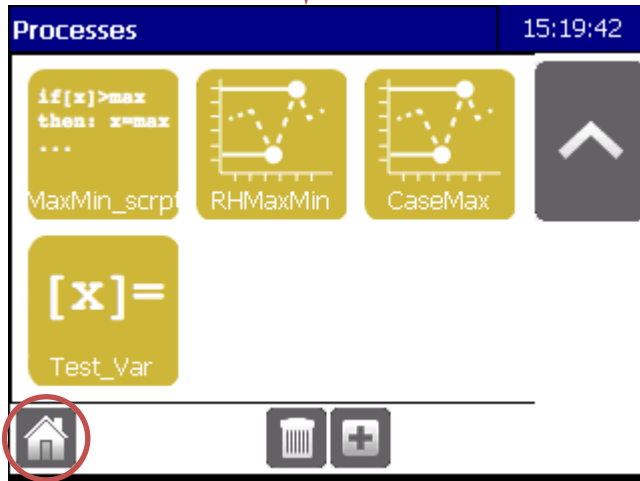 Processes 15:19:42
if[x]>max
then: x=max
...
MaxMin_scrpt RHMaxMin CaseMax
[x]=
Test_Var